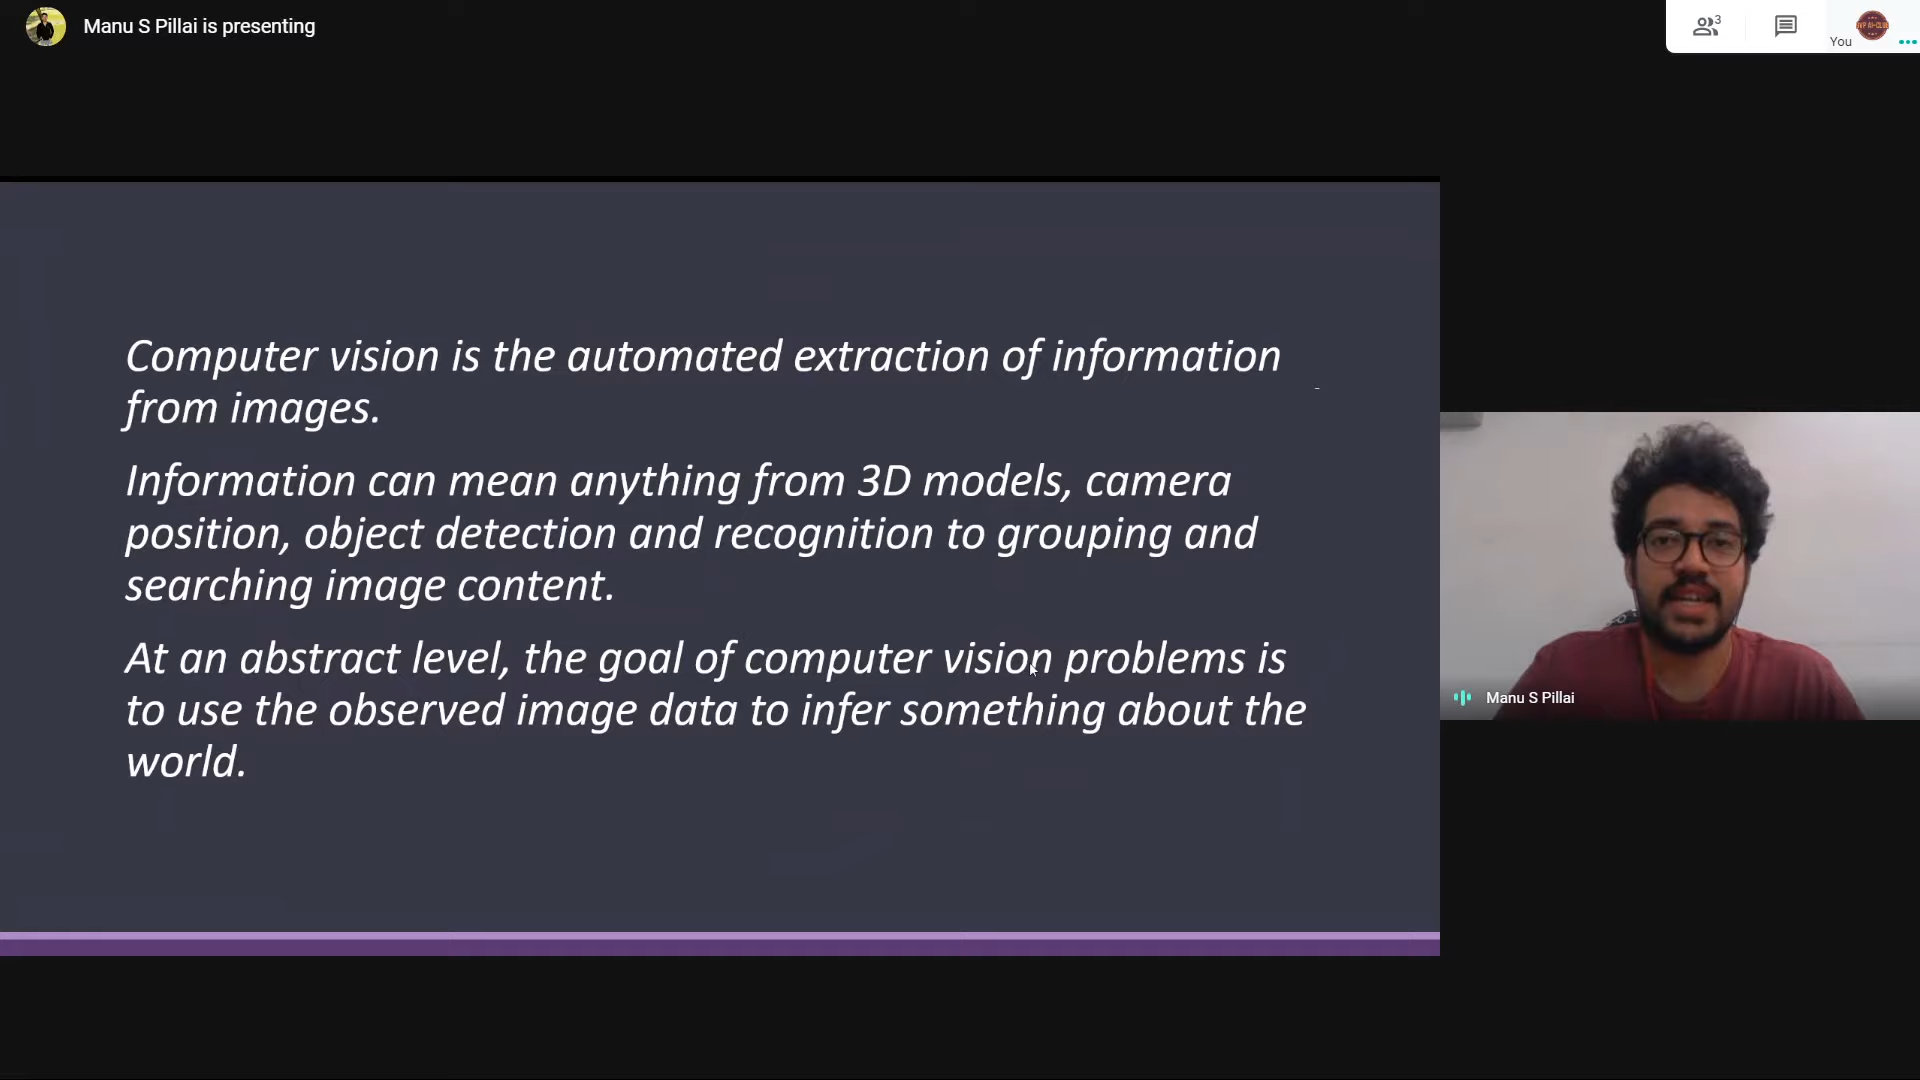 Manu S Pillai is presenting
3
You
Computer vision is the automated extraction of information
from images.
Information can mean anything from 3D models, camera
position, object detection and recognition to grouping and
searching image content.
At an abstract level, the goal of computer vision problems is
to use the observed image data to infer something about the
world.
Manu S Pillai